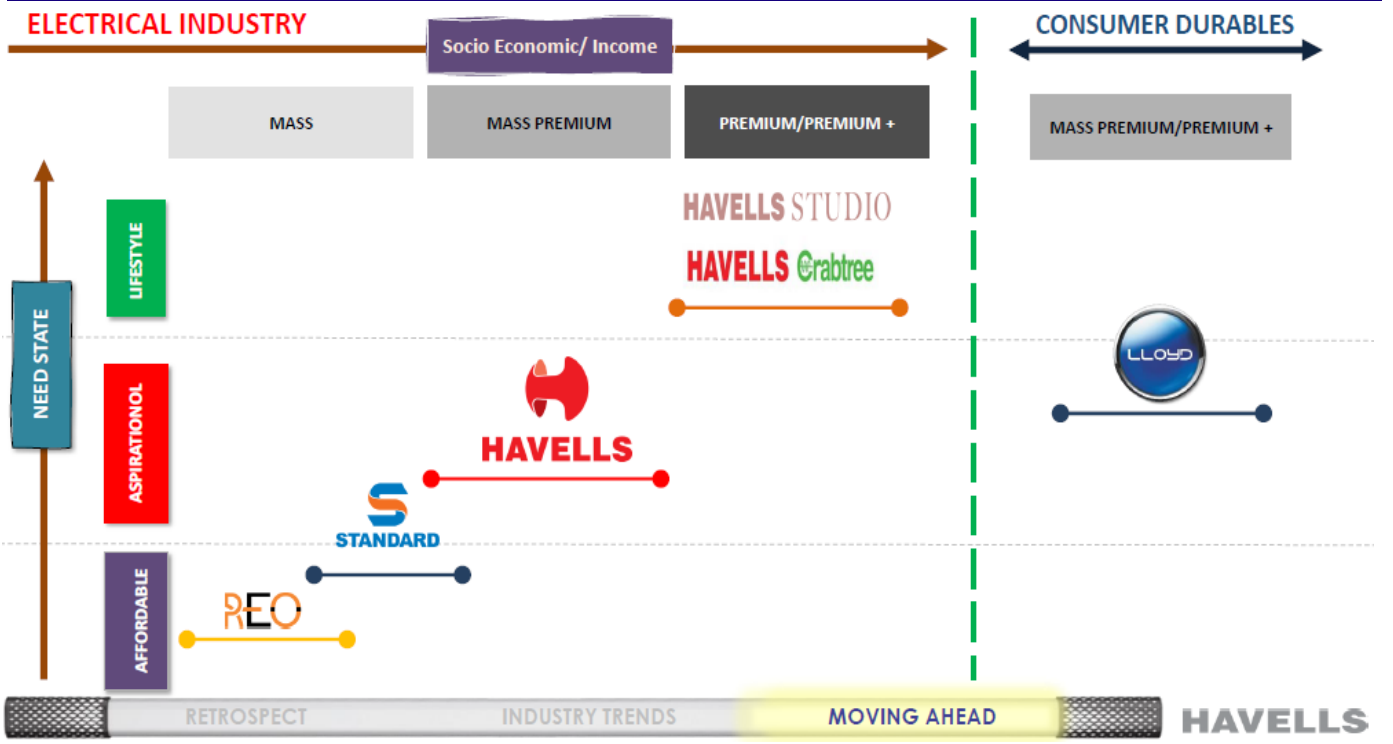 ELECTRICAL INDUSTRY
Socio Economic/ Income
CONSUMER DURABLES
MASS
MASS PREMIUM
PREMIUM/PREMIUM +
MASS PREMIUM/PREMIUM +
NEED STATE
LIFESTYLE
HAVELLS STUDIO
HAVELLS Crabtree
LLOYD
ASPIRATIONOL
HAVELLS
STANDARD
AFFORDABLE
REO
RETROSPECT
INDUSTRY TRENDS
MOVING AHEAD
HAVELLS